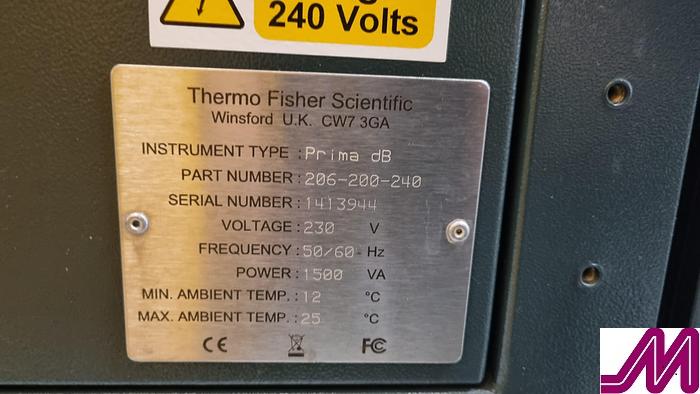 240 Volts
Thermo Fisher Scientific
Winsford U.K. CW7 3GA
INSTRUMENT TYPE : Prima dB
PART NUMBER : 206-200-240
SERIAL NUMBER : 1413944
VOLTAGE : 230 V
FREQUENCY : 50/60 Hz
POWER : 1500 VA
MIN. AMBIENT TEMP. : 12 °C
MAX. AMBIENT TEMP. : 25 °C
CE FC